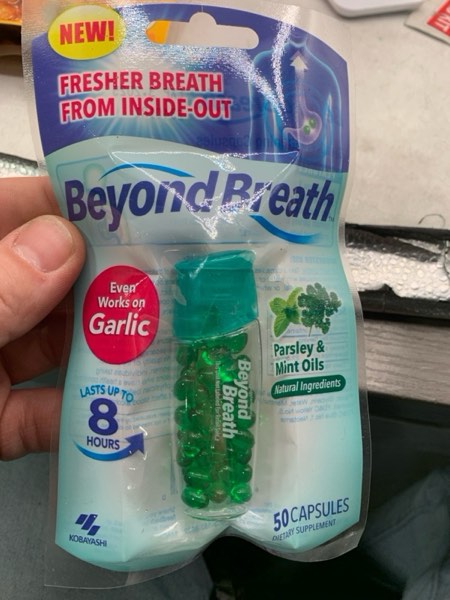 NEW!
FRESHER BREATH
FROM INSIDE-OUT
Beyond Breath
Even
Works on
Garlic
Parsley &
Mint Oils
Natural Ingredients
LASTS UP TO
8
HOURS
Beyond
Breath
50 CAPSULES
DIETARY SUPPLEMENT
KOBAYASHI